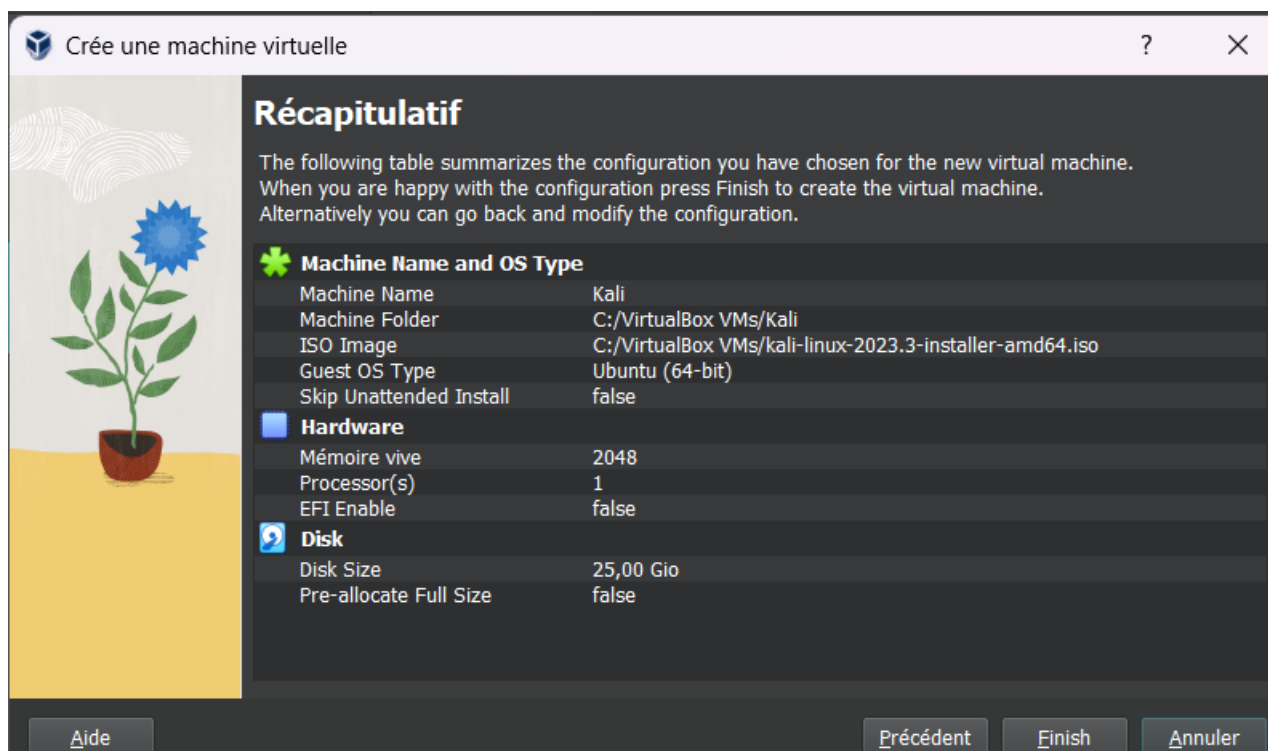 Crée une machine virtuelle ?
Récapitulatif
The following table summarizes the configuration you have chosen for the new virtual machine.
When you are happy with the configuration press Finish to create the virtual machine.
Alternatively you can go back and modify the configuration.
Machine Name and OS Type
Machine Name Kali
Machine Folder C:/VirtualBox VMs/Kali
ISO Image C:/VirtualBox VMs/kali-linux-2023.3-installer-amd64.iso
Guest OS Type Ubuntu (64-bit)
Skip Unattended Install false
Hardware
Mémoire vive 2048
Processor(s) 1
EFI Enable false
Disk
Disk Size 25,00 Gio
Pre-allocate Full Size false
Aide Précédent Finish Annuler